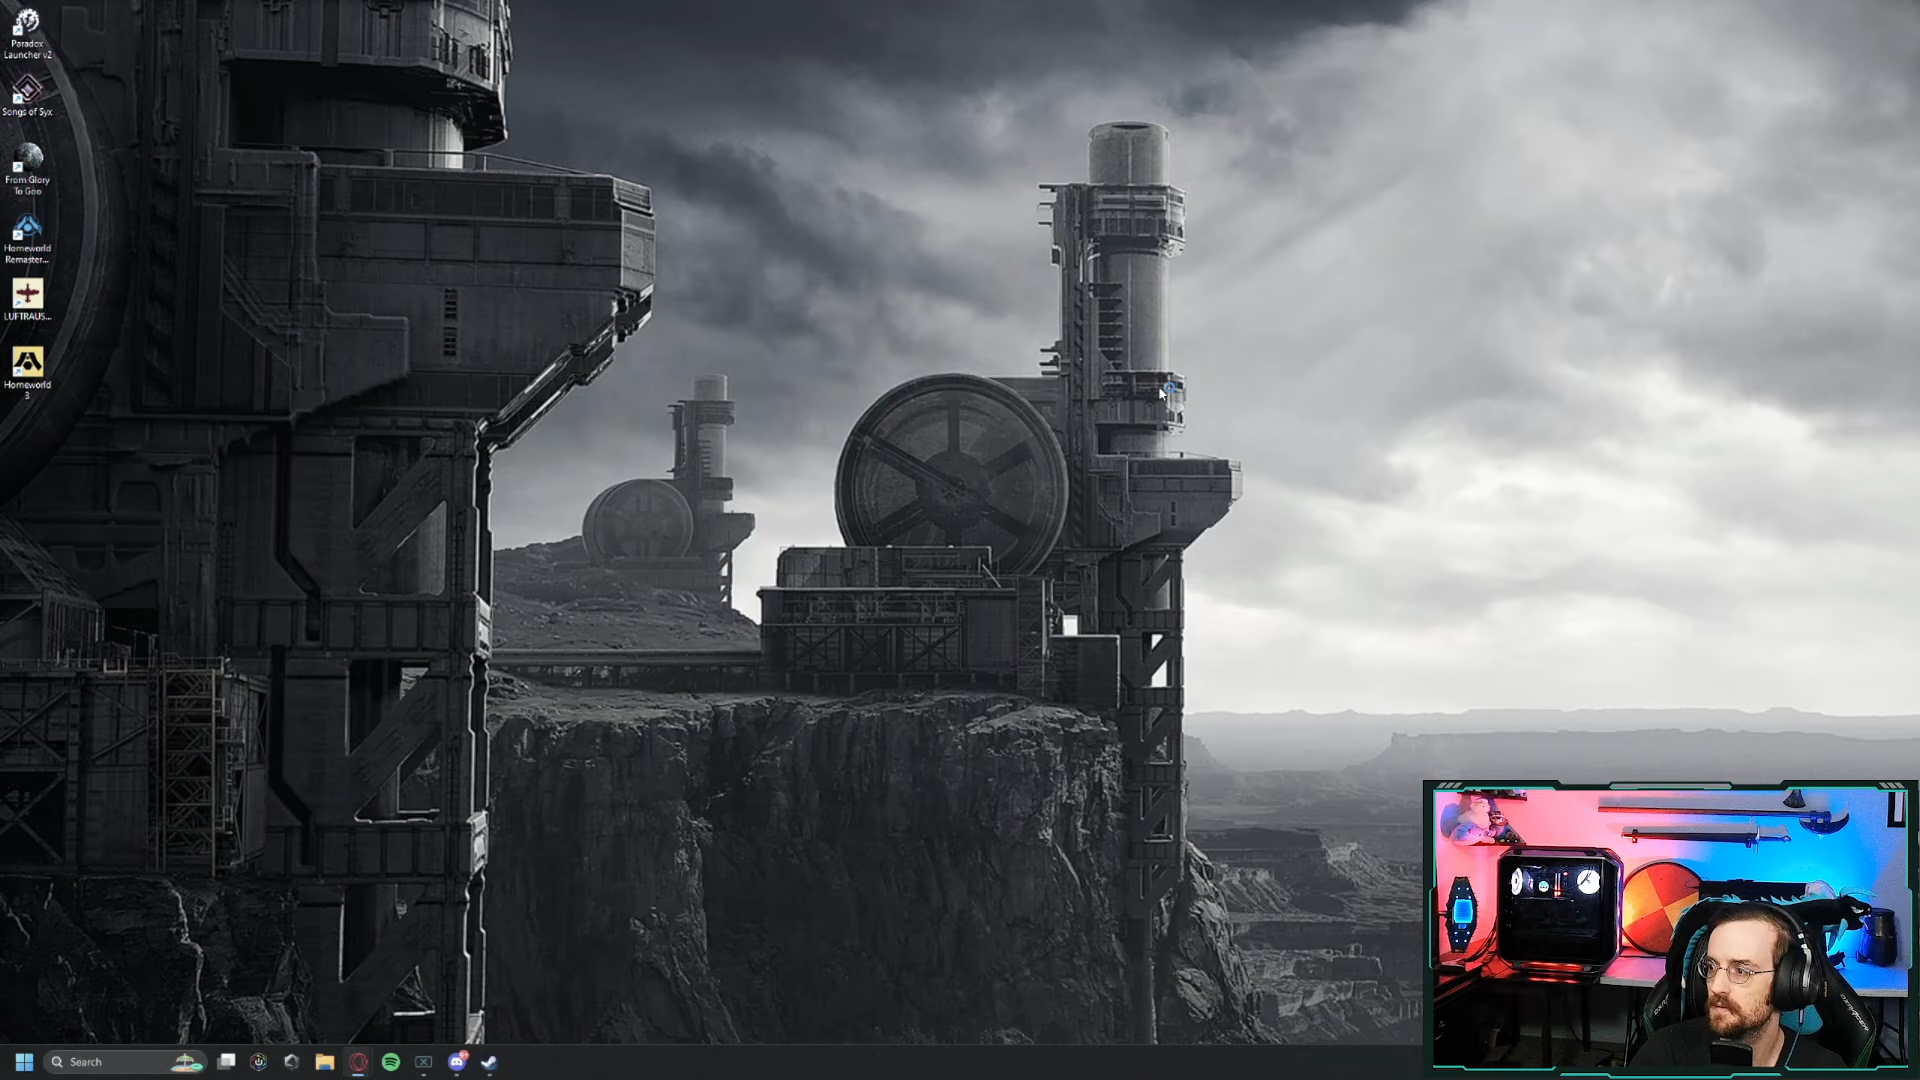 Paradox
Launcher v2
Songs of Syx
From Glory
To Goo
Homeworld
Remaster...
LUFTRAUS...
Homeworld
3
Search